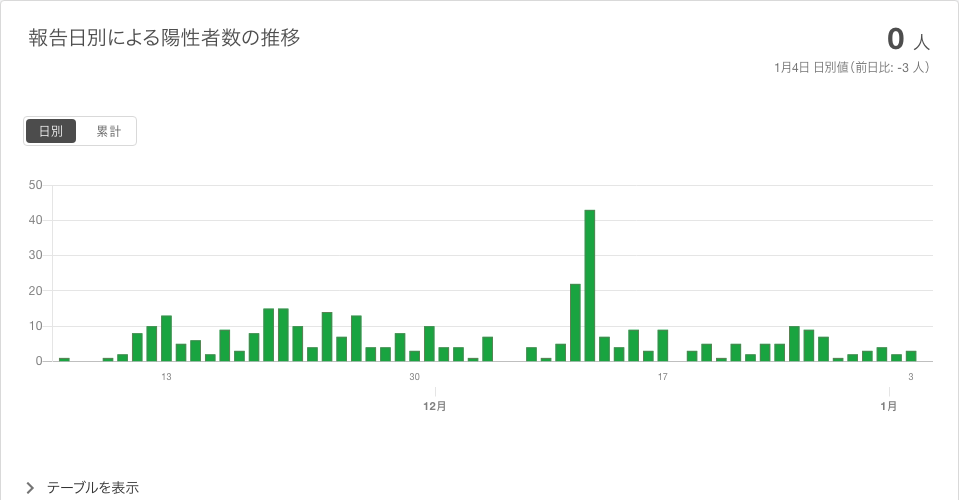 報告日別による陽性者数の推移
0 人
1月4日 日別値（前日比: -3 人）
日別 累計
50
40
30
20
10
0
13 30 17 3
12月 1月
テーブルを表示